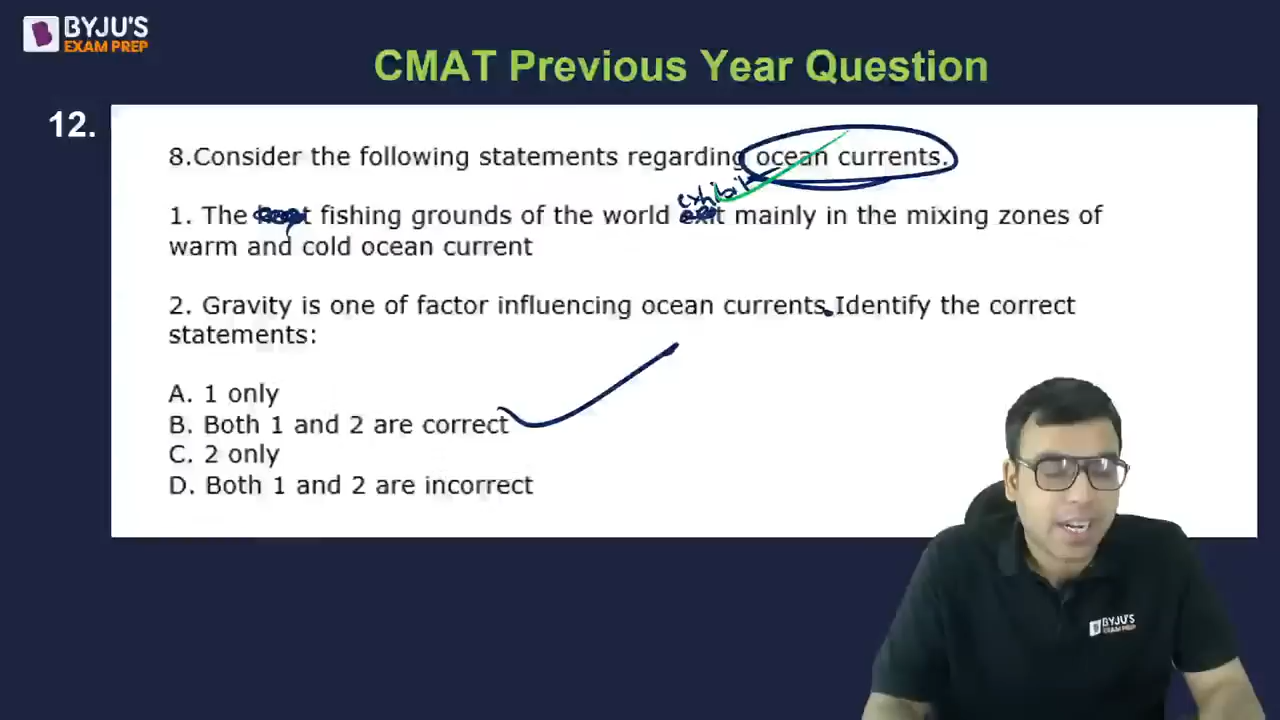 BYJU'S
EXAM PREP
CMAT Previous Year Question
12.
8.Consider the following statements regarding ocean currents.
exhibit
1. The fishing grounds of the world mainly in the mixing zones of
warm and cold ocean current
2. Gravity is one of factor influencing ocean currents.Identify the correct
statements:
A. 1 only
B. Both 1 and 2 are correct
C. 2 only
D. Both 1 and 2 are incorrect
BYJU'S
EXAM PREP